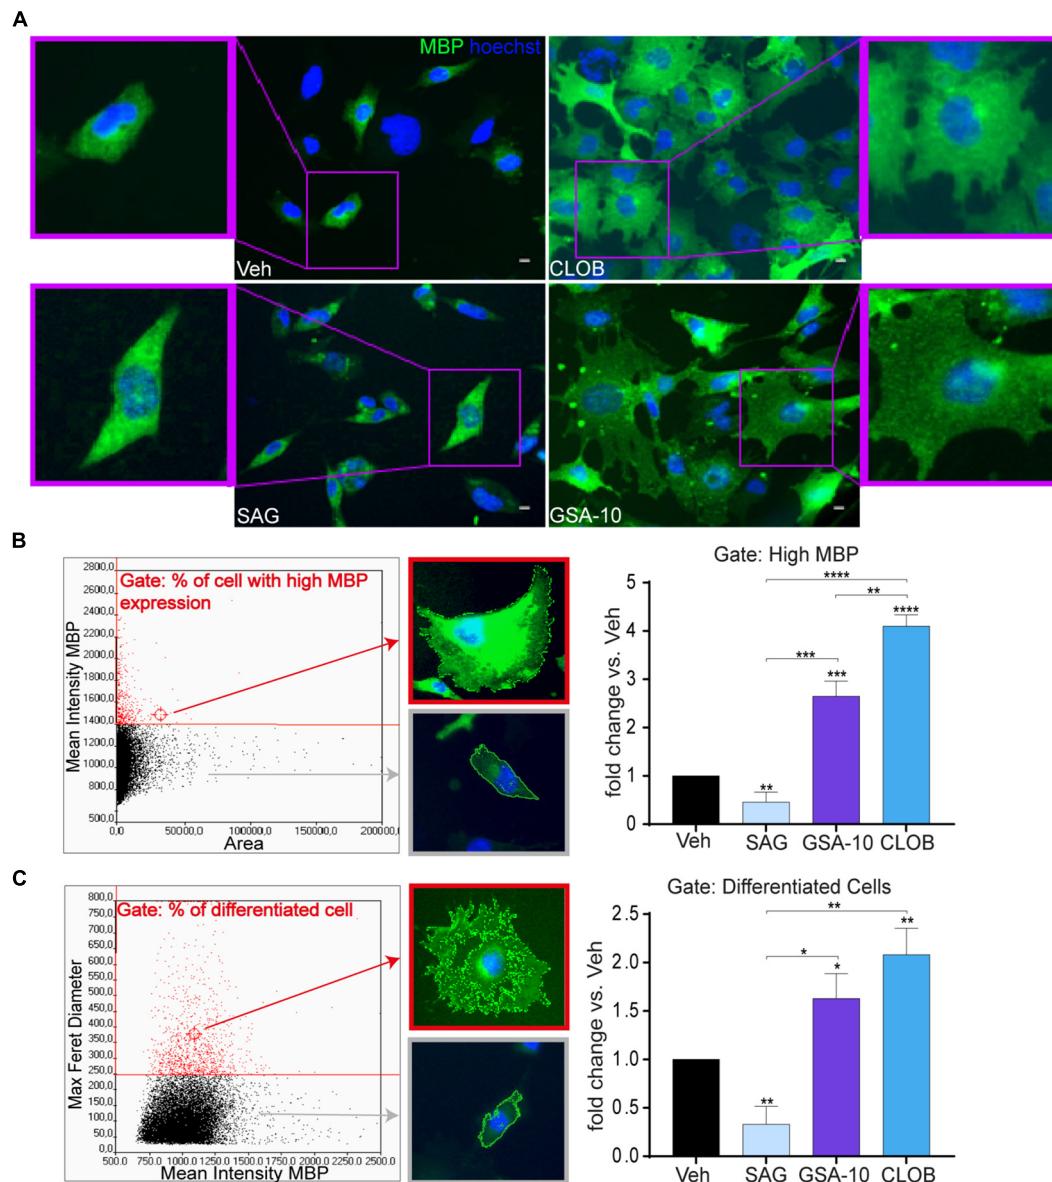 A
MBP hoechst
Veh
CLOB
SAG
GSA-10
B
Gate: % of cell with high MBP
expression
Mean Intensity MBP
2800,0
2600,0
2400,0
2200,0
2000,0
1800,0
1600,0
1400,0
1200,0
1000,0
800,0
500,0
0,0
50000,0
100000,0
150000,0
200000,0
Area
Gate: High MBP
fold change vs. Veh
5
4
3
2
1
0
****
**
****
***
***
**
Veh
SAG
GSA-10
CLOB
C
Gate: % of differentiated cell
Max Feret Diameter
800,0
750,0
700,0
650,0
600,0
550,0
500,0
450,0
400,0
350,0
300,0
250,0
200,0
150,0
100,0
50,0
0,0
500,0
750,0
1000,0
1250,0
1500,0
1750,0
2000,0
2250,0
2500,0
Mean Intensity MBP
Gate: Differentiated Cells
fold change vs. Veh
2.5
2.0
1.5
1.0
0.5
0.0
**
**
*
*
**
Veh
SAG
GSA-10
CLOB